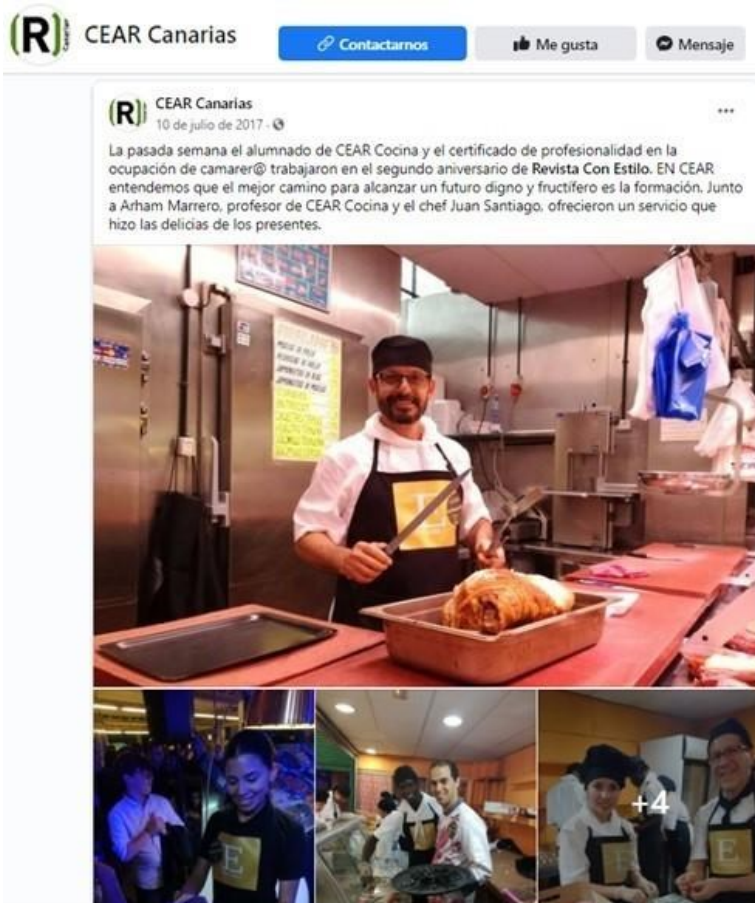 (R)
Canarias
CEAR Canarias
Contactarnos
Me gusta
Mensaje
(R)
CEAR Canarias
10 de julio de 2017 ·
La pasada semana el alumnado de CEAR Cocina y el certificado de profesionalidad en la
ocupación de camarer@ trabajaron en el segundo aniversario de Revista Con Estilo. EN CEAR
entendemos que el mejor camino para alcanzar un futuro digno y fructífero es la formación. Junto
a Arham Marrero, profesor de CEAR Cocina y el chef Juan Santiago, ofrecieron un servicio que
hizo las delicias de los presentes.
E
E
E
+4
E
E